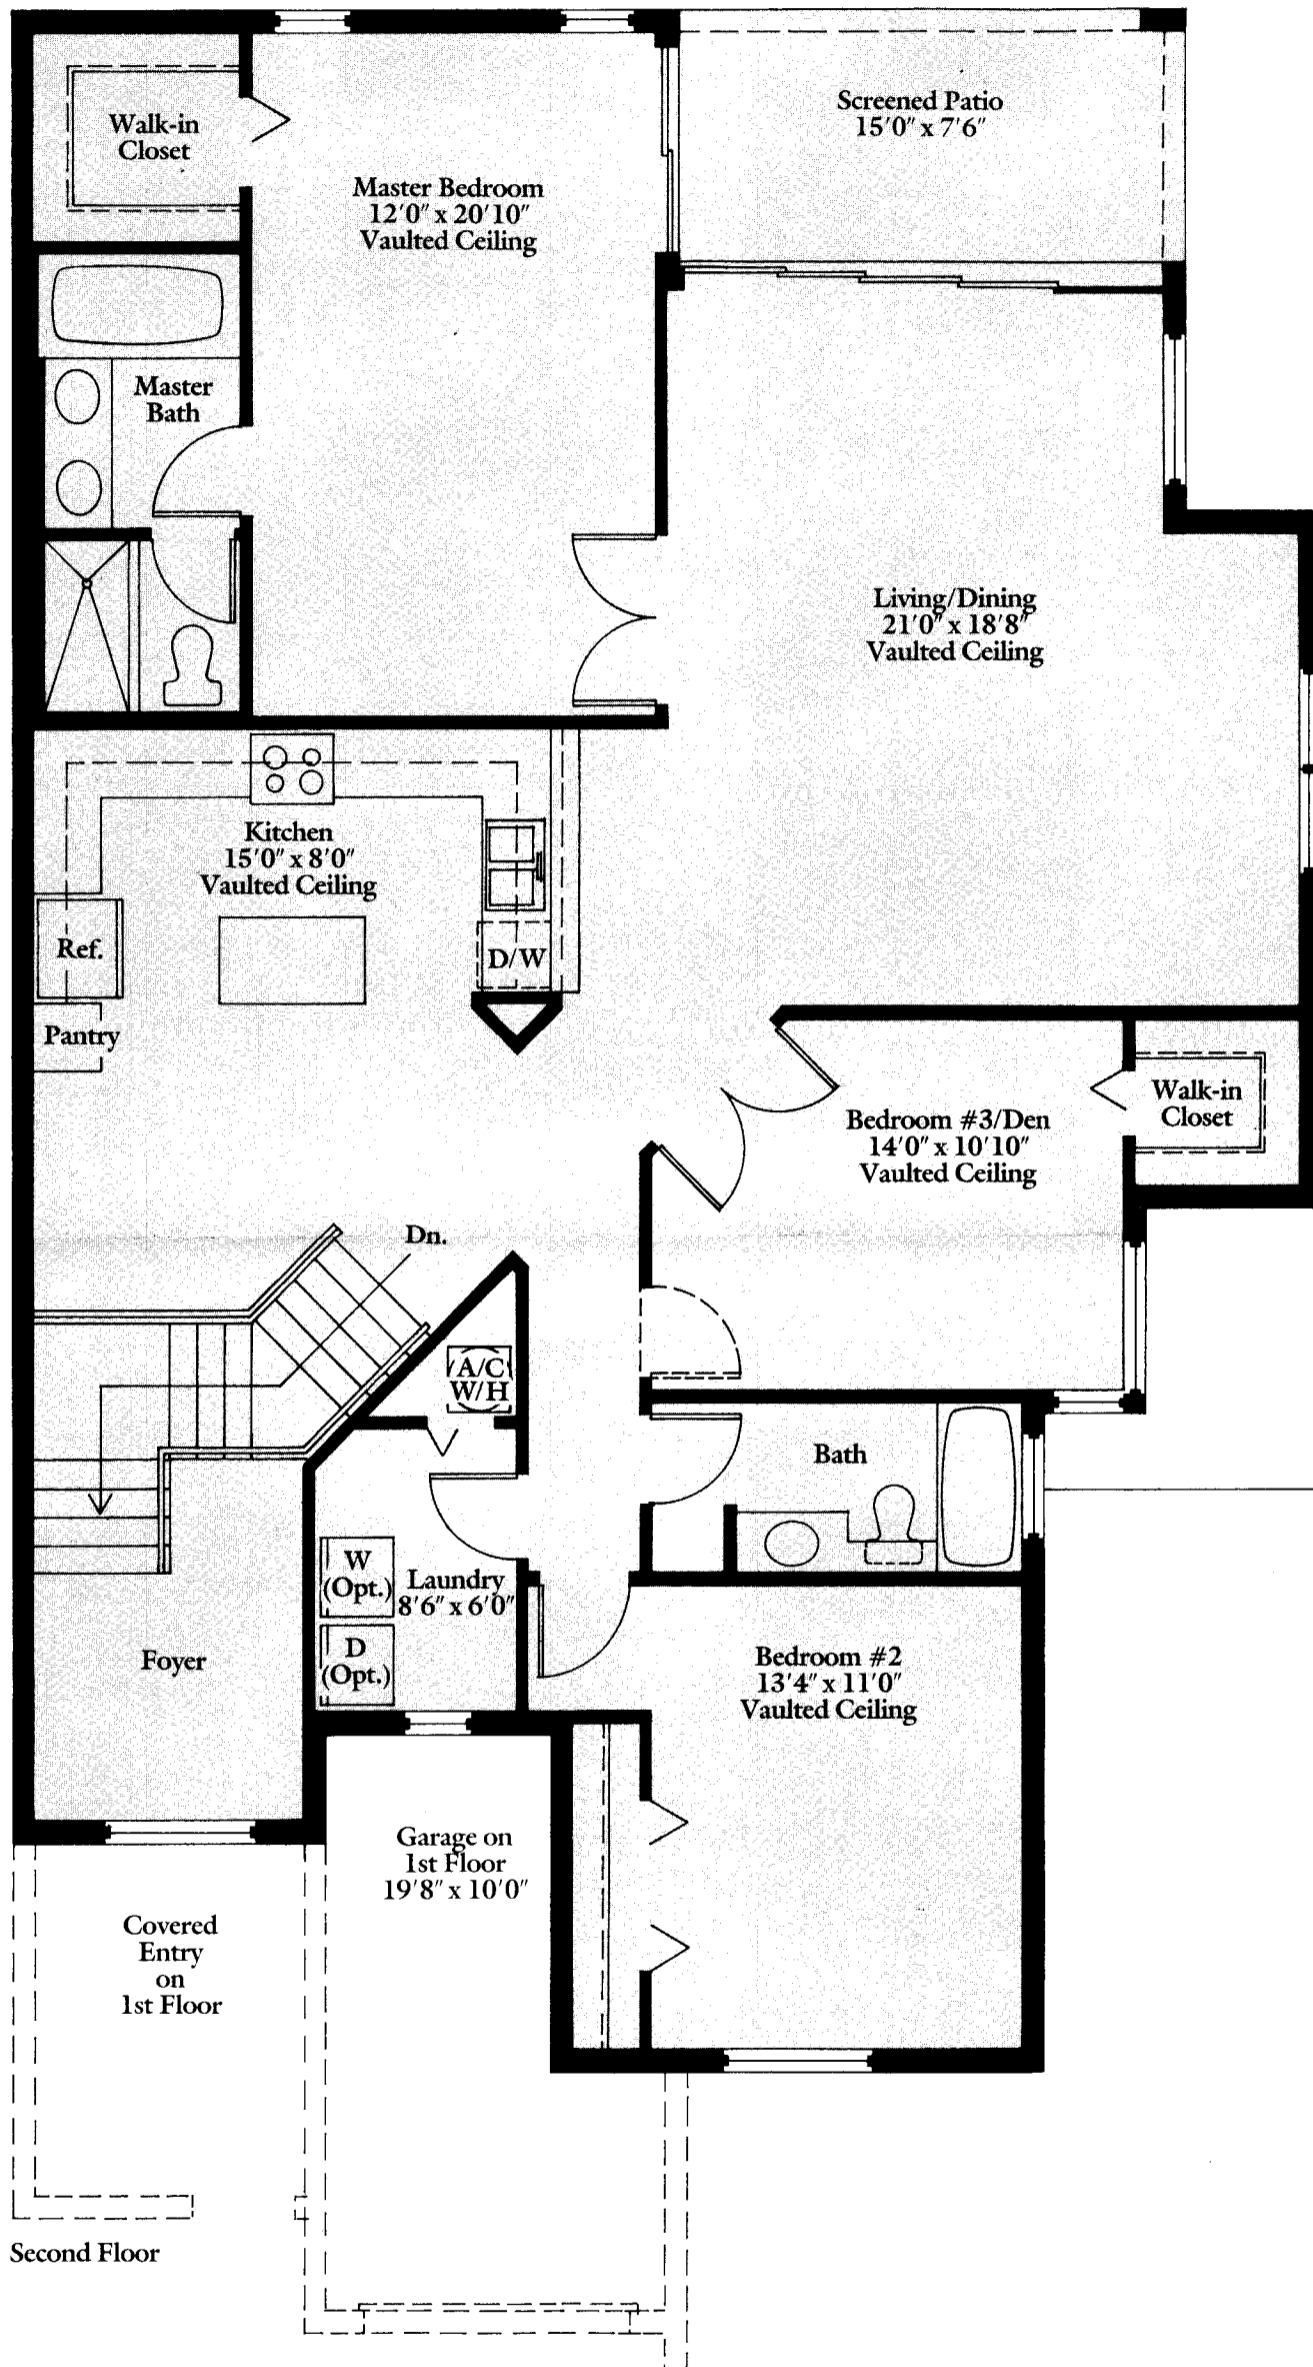 Screened Patio
15'0" x 7'6"
Walk-in
Closet
Master Bedroom
12'0" x 20'10"
Vaulted Ceiling
Master
Bath
Living/Dining
21'0" x 18'8"
Vaulted Ceiling
Kitchen
15'0" x 8'0"
Vaulted Ceiling
Ref.
D/W
Pantry
Walk-in
Closet
Bedroom #3/Den
14'0" x 10'10"
Vaulted Ceiling
Dn.
A/C
W/H
Bath
W
(Opt.)
Laundry
8'6" x 6'0"
D
(Opt.)
Foyer
Bedroom #2
13'4" x 11'0"
Vaulted Ceiling
Garage on
1st Floor
19'8" x 10'0"
Covered
Entry
on
1st Floor
Second Floor